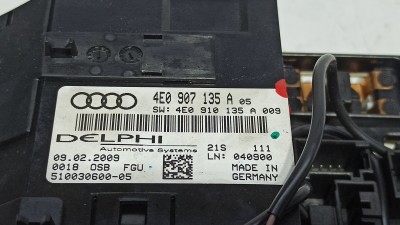 4E0 907 135 A 05
SW: 4E0 910 135 A 009
DELPHI
Automotive Systems
21S 111
09.02.2009
LN: 040900
0018 OSB FGU
MADE IN
GERMANY
510030600-05